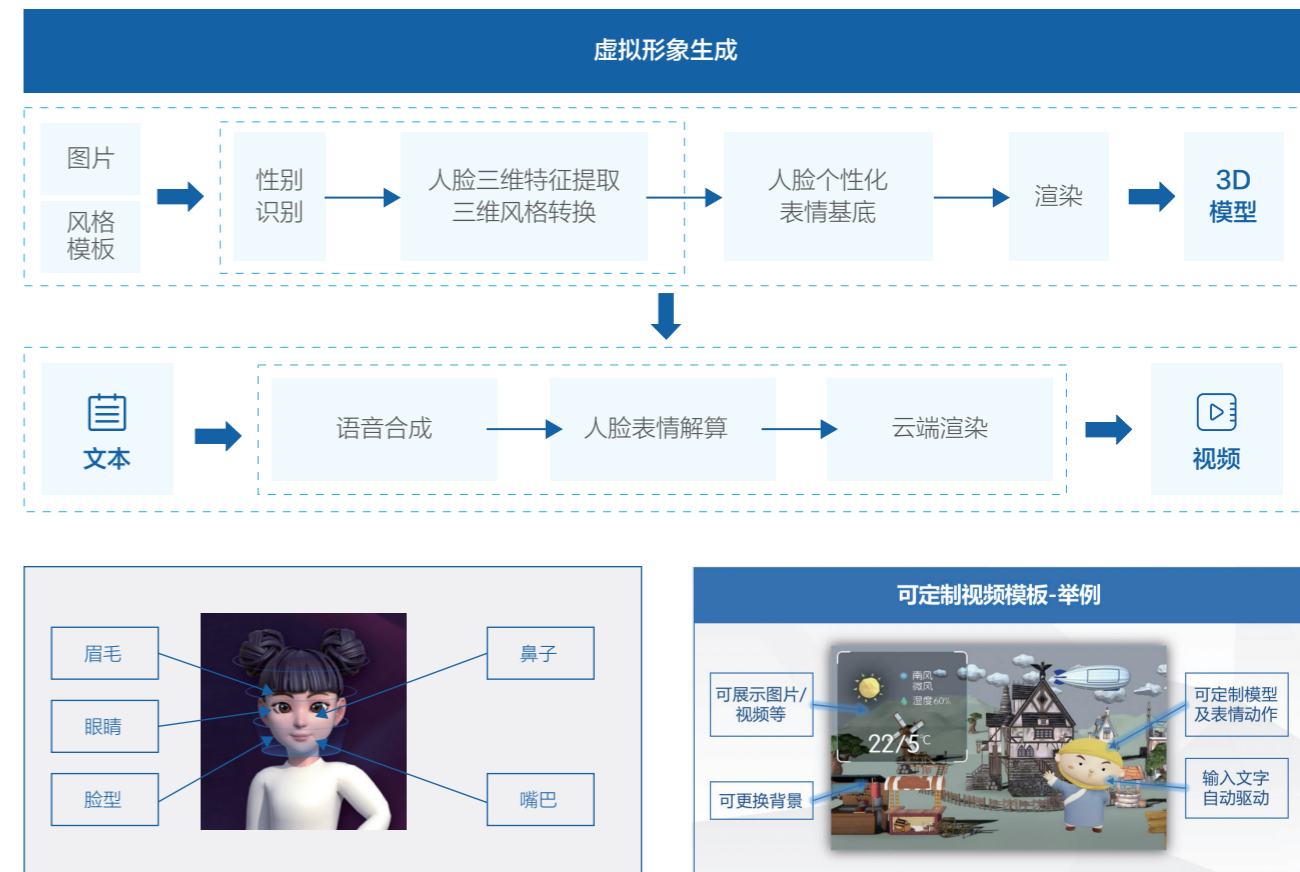 虚拟形象生成
图片
风格
模板
性别
识别
人脸三维特征提取
三维风格转换
人脸个性化
表情基底
渲染
3D
模型
文本
语音合成
人脸表情解算
云端渲染
视频
眉毛
眼睛
脸型
鼻子
嘴巴
可定制视频模板-举例
可展示图片/
视频等
可更换背景
南风
微风
湿度60%
22/5℃
可定制模型
及表情动作
输入文字
自动驱动